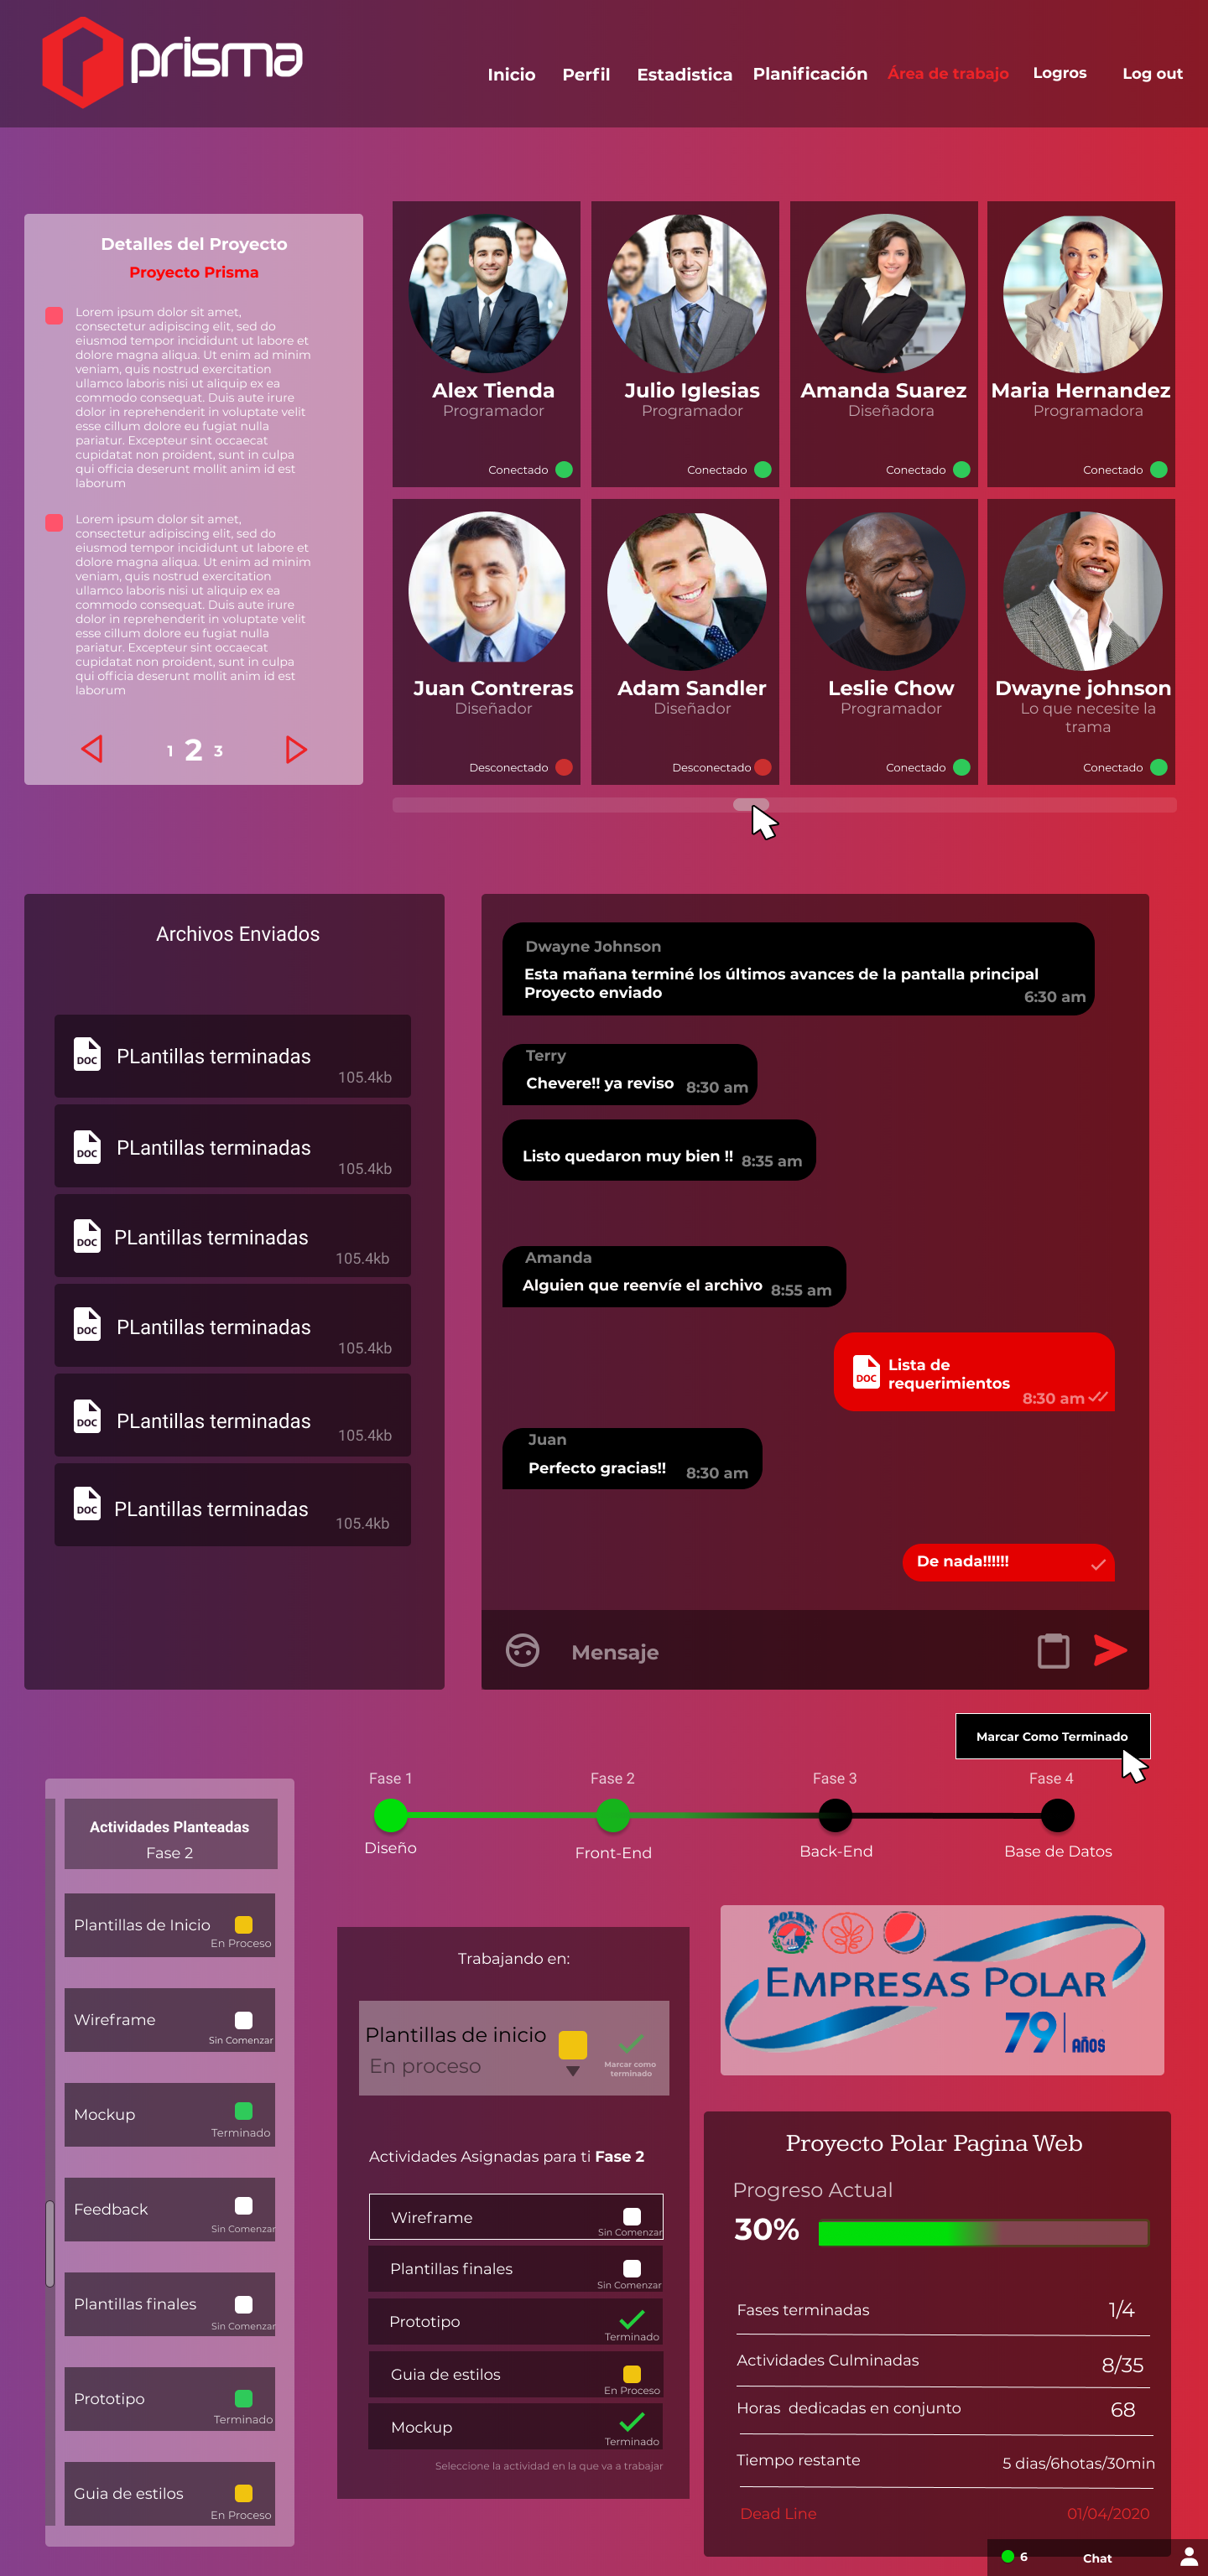 prisma
Inicio Perfil Estadistica Planificación Área de trabajo Logros Log out
Detalles del Proyecto
Proyecto Prisma
Lorem ipsum dolor sit amet,
consectetur adipiscing elit, sed do
eiusmod tempor incididunt ut labore et
dolore magna aliqua. Ut enim ad minim
veniam, quis nostrud exercitation
ullamco laboris nisi ut aliquip ex ea
commodo consequat. Duis aute irure
dolor in reprehenderit in voluptate velit
esse cillum dolore eu fugiat nulla
pariatur. Excepteur sint occaecat
cupidatat non proident, sunt in culpa
qui officia deserunt mollit anim id est
laborum
Lorem ipsum dolor sit amet,
consectetur adipiscing elit, sed do
eiusmod tempor incididunt ut labore et
dolore magna aliqua. Ut enim ad minim
veniam, quis nostrud exercitation
ullamco laboris nisi ut aliquip ex ea
commodo consequat. Duis aute irure
dolor in reprehenderit in voluptate velit
esse cillum dolore eu fugiat nulla
pariatur. Excepteur sint occaecat
cupidatat non proident, sunt in culpa
qui officia deserunt mollit anim id est
laborum
1 2 3
Alex Tienda
Programador
Conectado
Julio Iglesias
Programador
Conectado
Amanda Suarez
Diseñadora
Conectado
Maria Hernandez
Programadora
Conectado
Juan Contreras
Diseñador
Desconectado
Adam Sandler
Diseñador
Desconectado
Leslie Chow
Programador
Conectado
Dwayne johnson
Lo que necesite la
trama
Conectado
Archivos Enviados
DOC PLantillas terminadas
105.4kb
DOC PLantillas terminadas
105.4kb
DOC PLantillas terminadas
105.4kb
DOC PLantillas terminadas
105.4kb
DOC PLantillas terminadas
105.4kb
DOC PLantillas terminadas
105.4kb
Dwayne Johnson
Esta mañana terminé los últimos avances de la pantalla principal
Proyecto enviado
6:30 am
Terry
Chevere!! ya reviso 8:30 am
Listo quedaron muy bien !! 8:35 am
Amanda
Alguien que reenvíe el archivo 8:55 am
DOC Lista de
requerimientos
8:30 am
Juan
Perfecto gracias!! 8:30 am
De nada!!!!!!
Mensaje
Marcar Como Terminado
Fase 1 Fase 2 Fase 3 Fase 4
Diseño Front-End Back-End Base de Datos
Actividades Planteadas
Fase 2
Plantillas de Inicio
En Proceso
Wireframe
Sin Comenzar
Mockup
Terminado
Feedback
Sin Comenzar
Plantillas finales
Sin Comenzar
Prototipo
Terminado
Guia de estilos
En Proceso
Trabajando en:
Plantillas de inicio
En proceso
Marcar como
terminado
Actividades Asignadas para ti Fase 2
Wireframe
Sin Comenzar
Plantillas finales
Sin Comenzar
Prototipo
Terminado
Guia de estilos
En Proceso
Mockup
Terminado
Seleccione la actividad en la que va a trabajar
POLAR
EMPRESAS POLAR
79 AÑOS
Proyecto Polar Pagina Web
Progreso Actual
30%
Fases terminadas 1/4
Actividades Culminadas 8/35
Horas dedicadas en conjunto 68
Tiempo restante 5 dias/6hotas/30min
Dead Line 01/04/2020
6 Chat